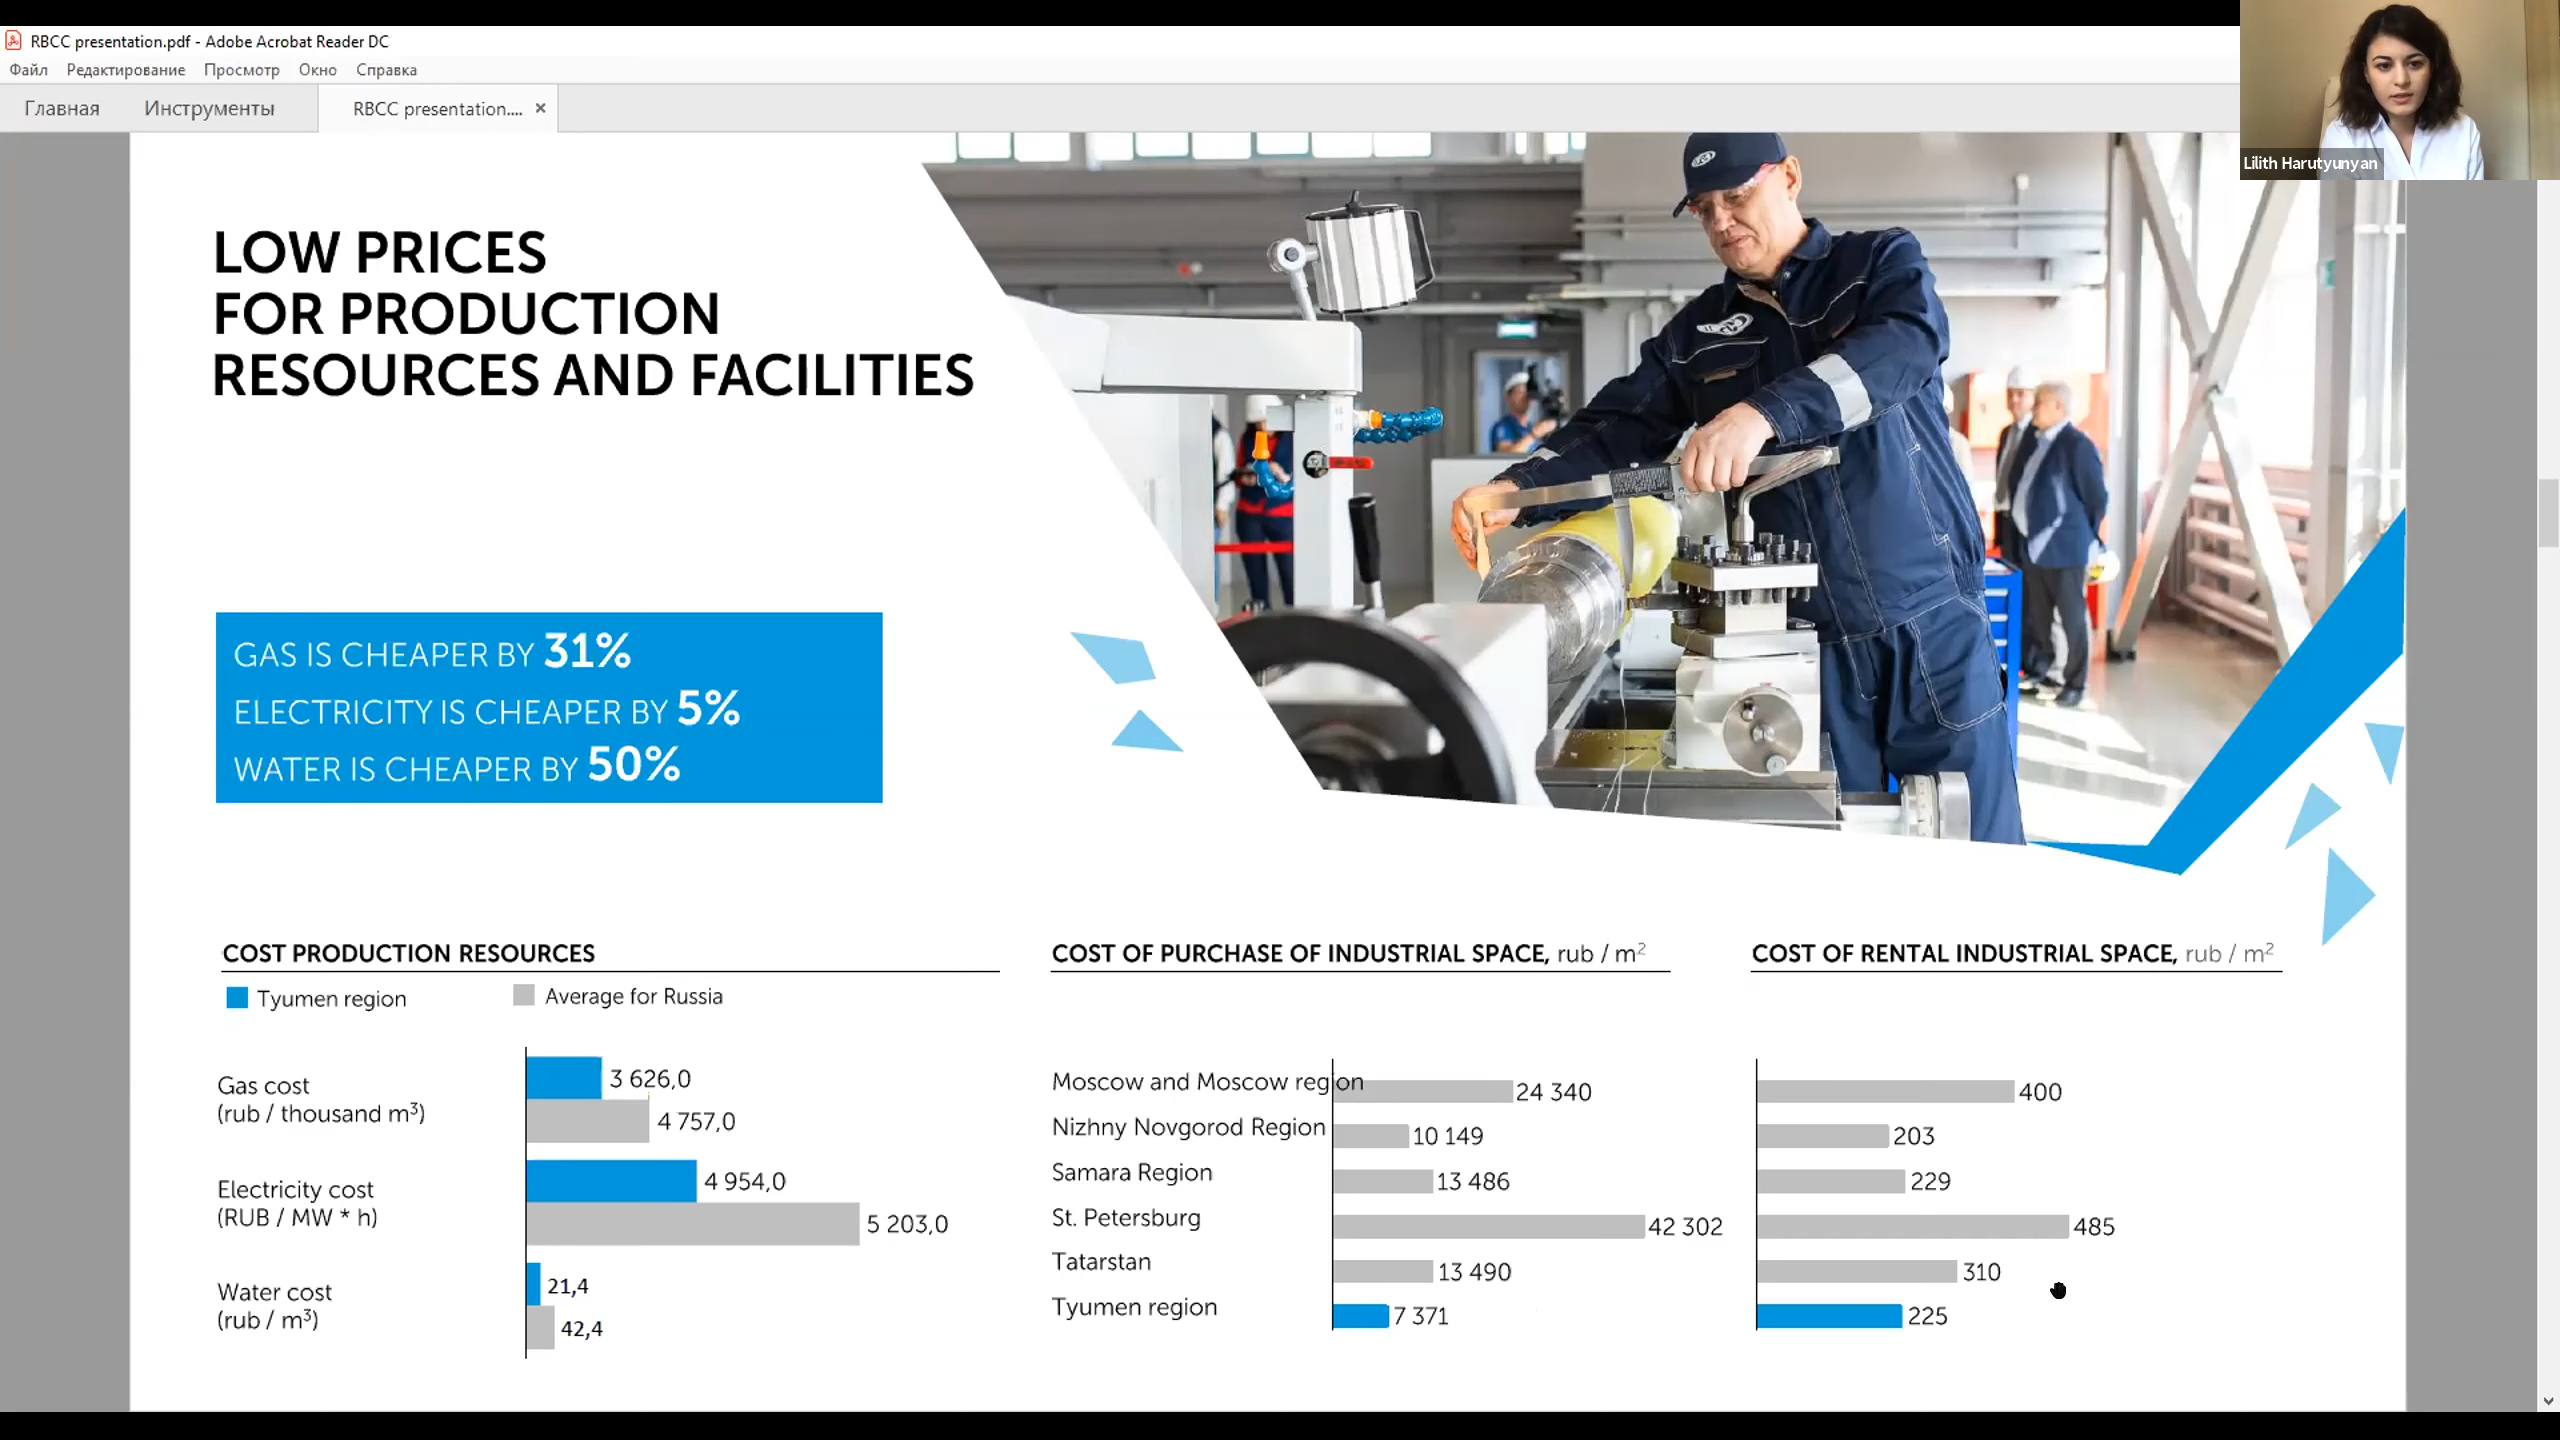 RBCC presentation.pdf - Adobe Acrobat Reader DC
Файл Редактирование Просмотр Окно Справка
Главная Инструменты RBCC presentation.... ×
Lilith Harutyunyan
LOW PRICES
FOR PRODUCTION
RESOURCES AND FACILITIES
GAS IS CHEAPER BY 31%
ELECTRICITY IS CHEAPER BY 5%
WATER IS CHEAPER BY 50%
COST PRODUCTION RESOURCES
Tyumen region
Average for Russia
Gas cost
(rub / thousand m³)
3 626,0
4 757,0
Electricity cost
(RUB / MW * h)
4 954,0
5 203,0
Water cost
(rub / m³)
21,4
42,4
COST OF PURCHASE OF INDUSTRIAL SPACE, rub / m²
Moscow and Moscow region 24 340
Nizhny Novgorod Region 10 149
Samara Region 13 486
St. Petersburg 42 302
Tatarstan 13 490
Tyumen region 7 371
COST OF RENTAL INDUSTRIAL SPACE, rub / m²
400
203
229
485
310
225